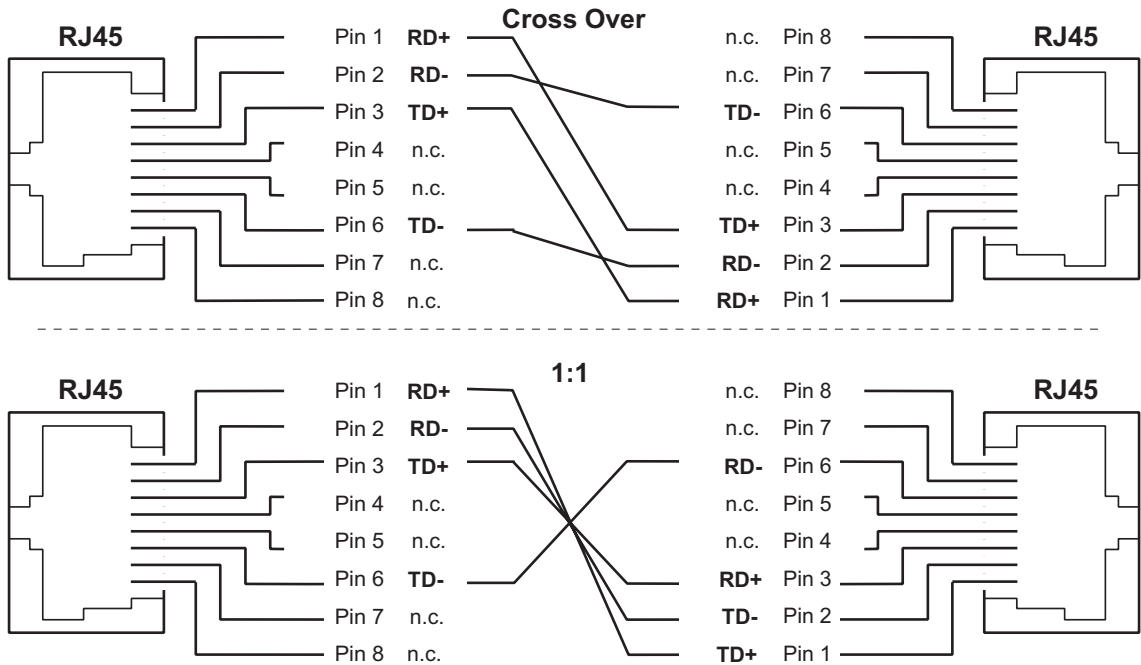 Cross Over
RJ45
Pin 1 RD+ n.c. Pin 8
RJ45
Pin 2 RD- n.c. Pin 7
Pin 3 TD+ TD- Pin 6
Pin 4 n.c. n.c. Pin 5
Pin 5 n.c. n.c. Pin 4
Pin 6 TD- TD+ Pin 3
Pin 7 n.c. RD- Pin 2
Pin 8 n.c. RD+ Pin 1
1:1
RJ45
Pin 1 RD+ n.c. Pin 8
RJ45
Pin 2 RD- n.c. Pin 7
Pin 3 TD+ RD- Pin 6
Pin 4 n.c. n.c. Pin 5
Pin 5 n.c. n.c. Pin 4
Pin 6 TD- RD+ Pin 3
Pin 7 n.c. TD- Pin 2
Pin 8 n.c. TD+ Pin 1